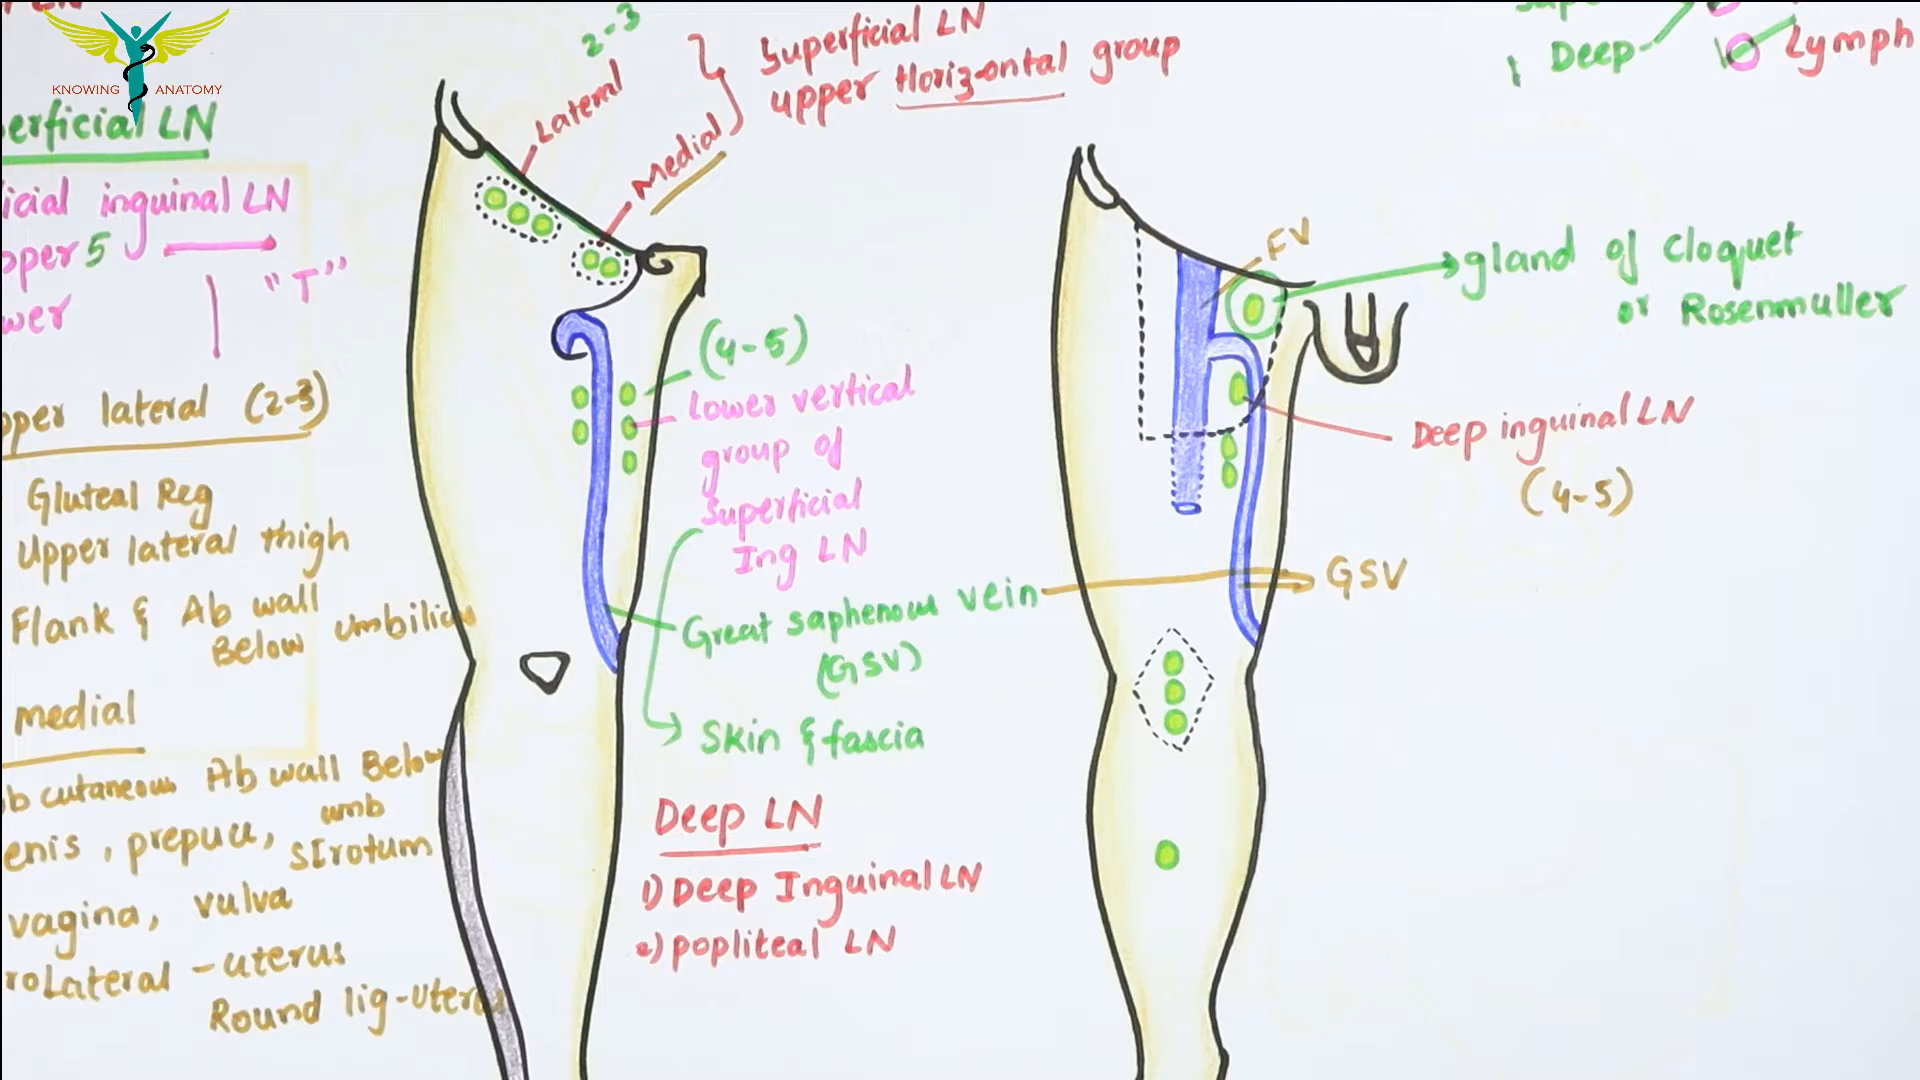 KNOWING ANATOMY
erficial LN
icial inguinal LN
pper 5
"T"
wer
pper lateral (2-3)
Gluteal Reg
Upper lateral thigh
Flank & Ab wall
Below umbilicus
medial
b cutaneous Ab wall Below
umb
enis, prepuce, scrotum
vagina, vulva
rolateral - uterus
Round lig-uterus
2-3
Lateral
Medial
Superficial LN
upper Horizontal group
(4-5)
Lower vertical
group of
Superficial
Ing LN
Great saphenous vein
(GSV)
Skin & fascia
Deep LN
1) Deep Inguinal LN
2) popliteal LN
Deep
Lymph
FV
gland of Cloquet
or Rosenmuller
Deep inguinal LN
(4-5)
GSV